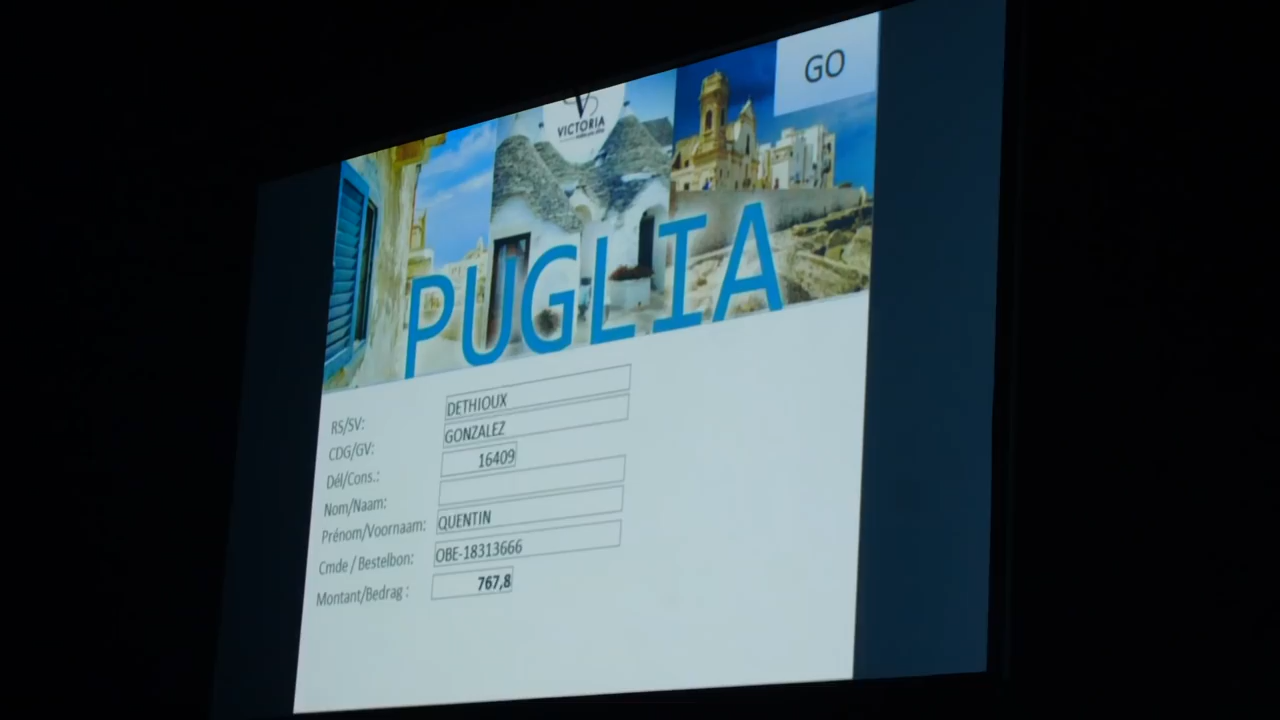 GO
VICTORIA
PUGLIA
RS/SV: DETHIOUX
CDG/GV: GONZALEZ
Dél/Cons.: 16409
Nom/Naam:
Prénom/Voornaam: QUENTIN
Cmde / Bestelbon: OBE-18313666
Montant/Bedrag : 767,8